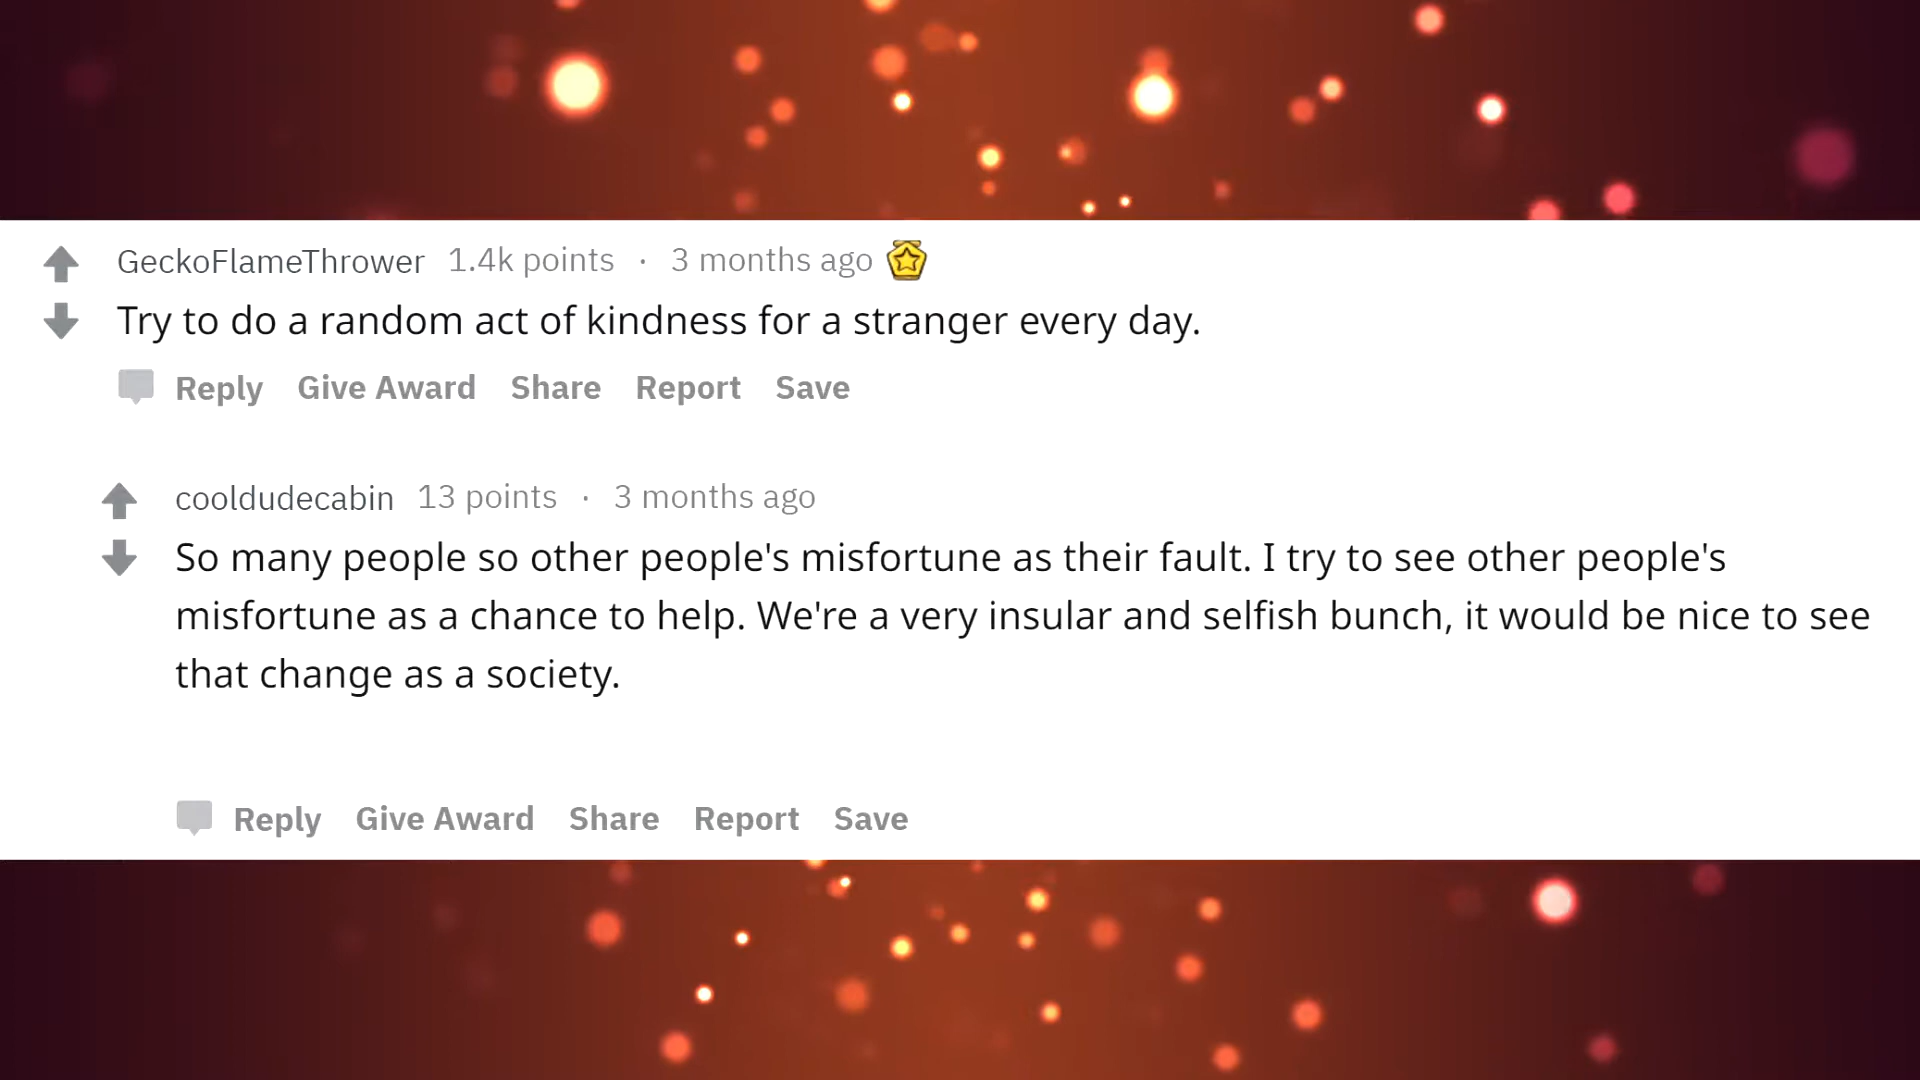 GeckoFlameThrower 1.4k points · 3 months ago
Try to do a random act of kindness for a stranger every day.
Reply Give Award Share Report Save
cooldudecabin 13 points · 3 months ago
So many people so other people's misfortune as their fault. I try to see other people's
misfortune as a chance to help. We're a very insular and selfish bunch, it would be nice to see
that change as a society.
Reply Give Award Share Report Save